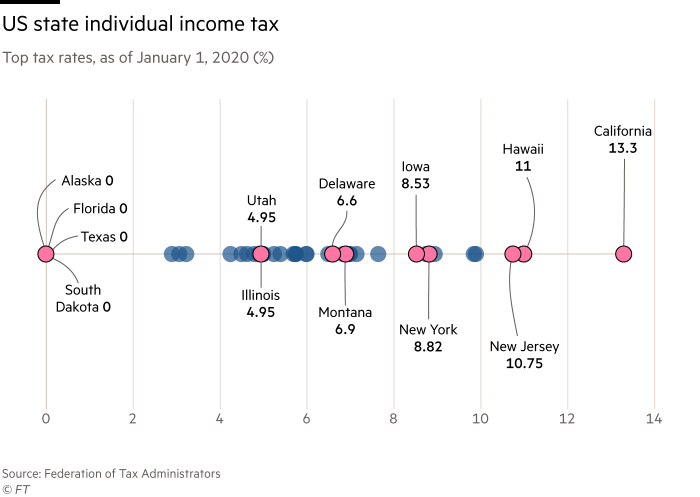 US state individual income tax
Top tax rates, as of January 1, 2020 (%)
California
13.3
Hawaii
11
Iowa
8.53
Delaware
6.6
Utah
4.95
Alaska 0
Florida 0
Texas 0
South
Dakota 0
Illinois
4.95
Montana
6.9
New York
8.82
New Jersey
10.75
0 2 4 6 8 10 12 14
Source: Federation of Tax Administrators
© FT